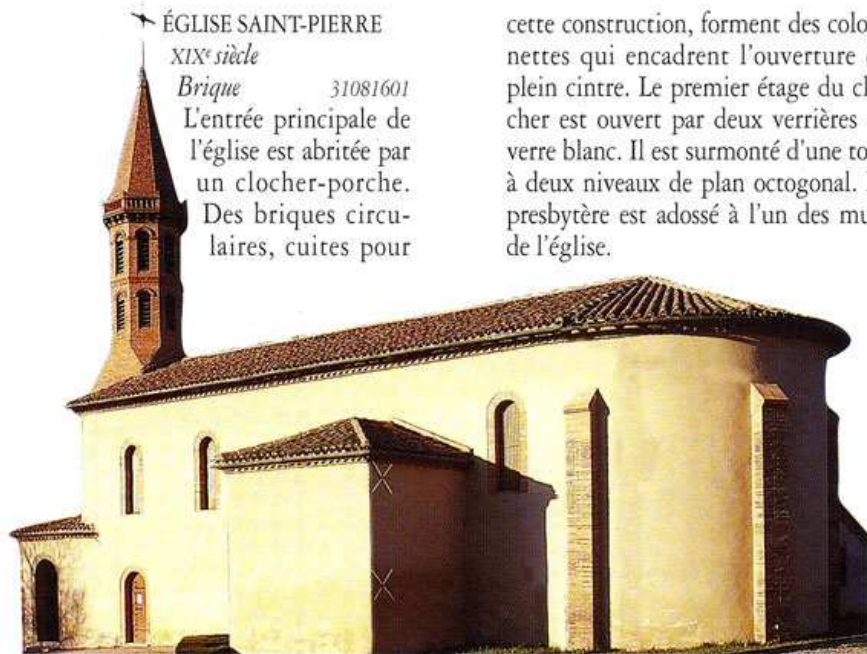 ÉGLISE SAINT-PIERRE
XIXᵉ siècle
Brique 31081601
L'entrée principale de
l'église est abritée par
un clocher-porche.
Des briques circu-
laires, cuites pour
cette construction, forment des colo
nettes qui encadrent l'ouverture
plein cintre. Le premier étage du c
cher est ouvert par deux verrières
verre blanc. Il est surmonté d'une to
à deux niveaux de plan octogonal.
presbytère est adossé à l'un des mu
de l'église.